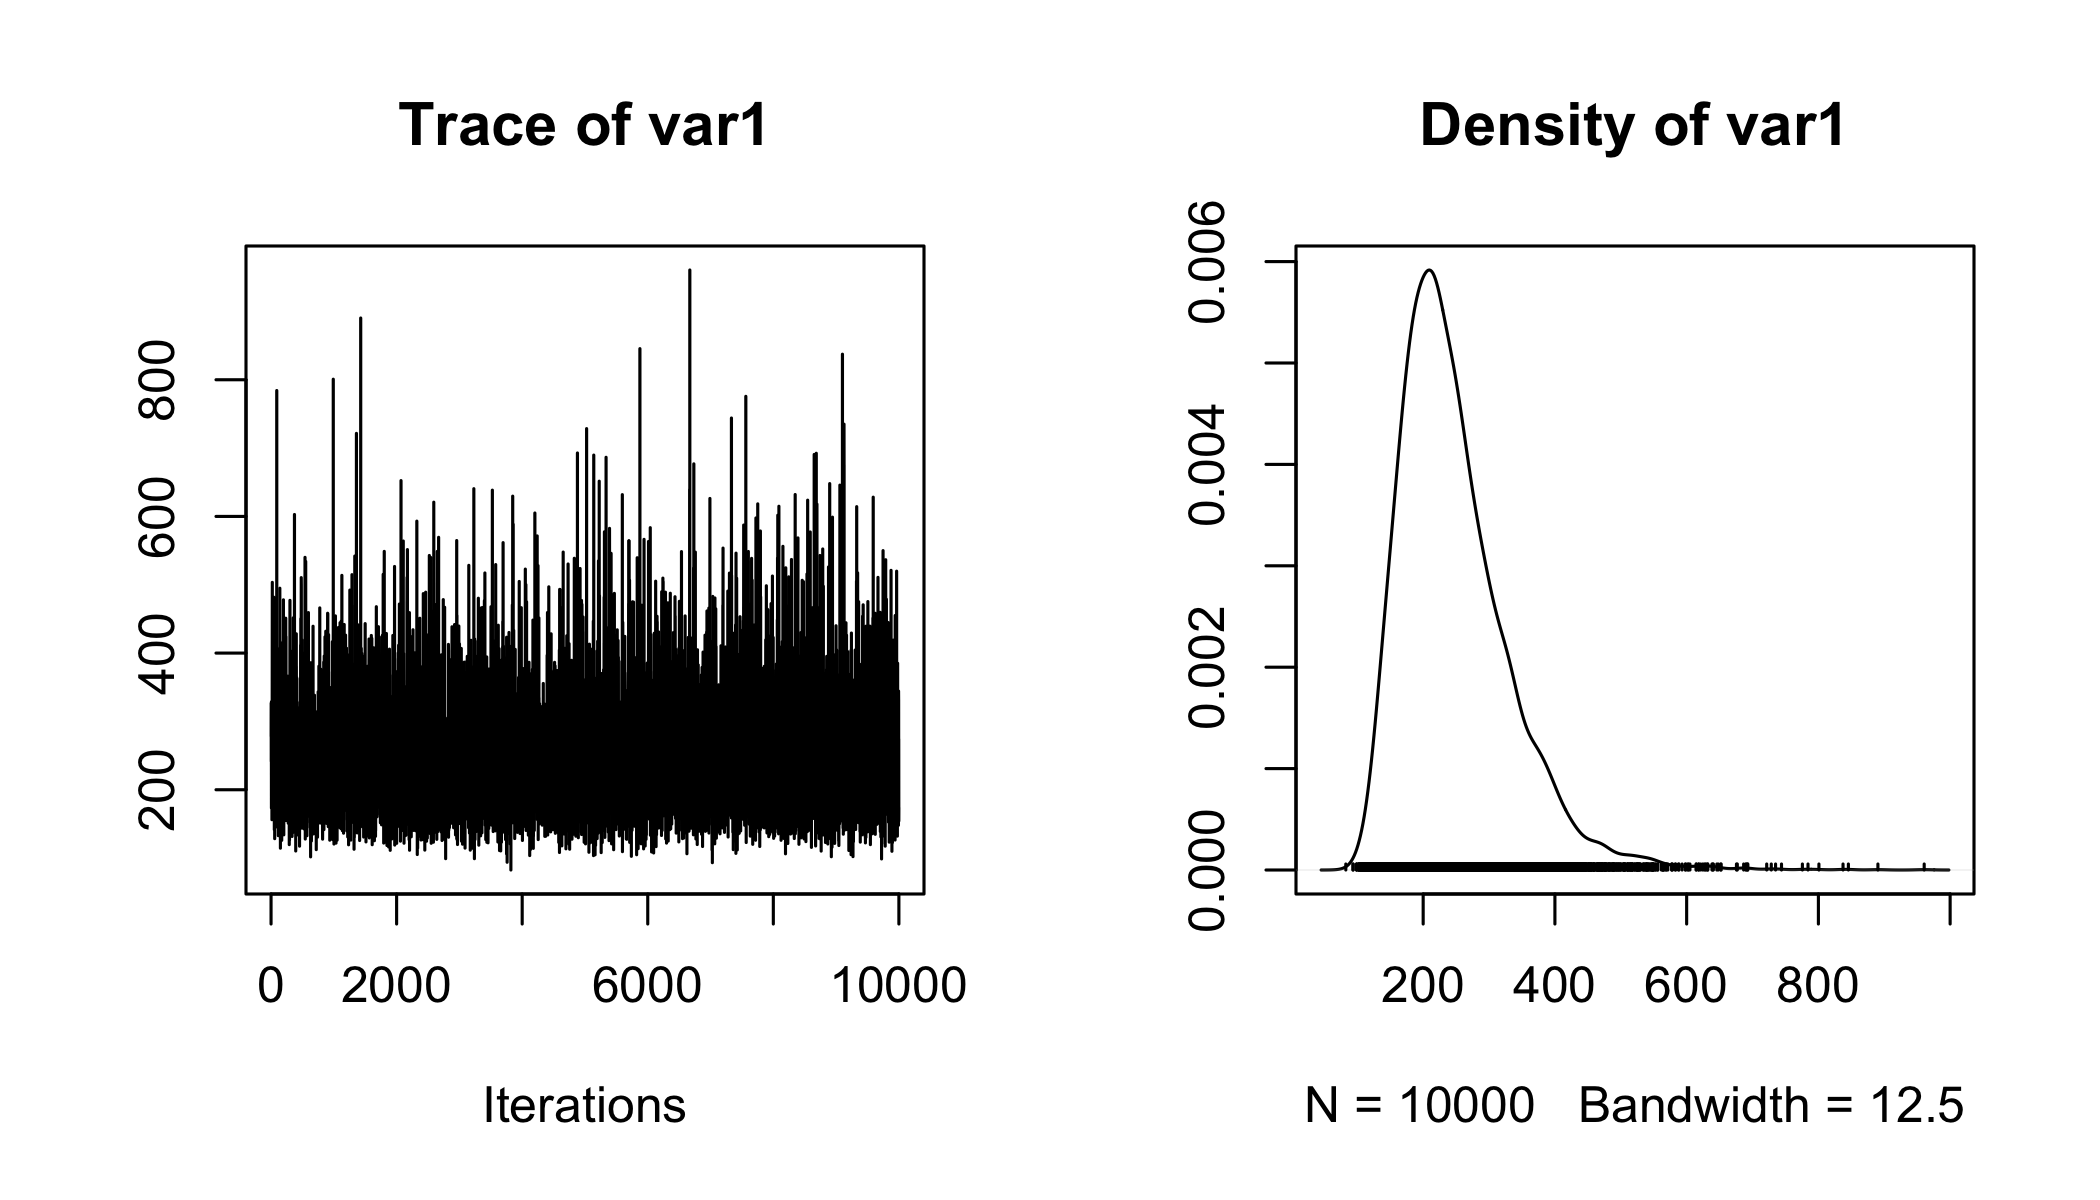 Trace of var1
800
600
400
200
0 2000 6000 10000
Iterations
Density of var1
0.006
0.004
0.002
0.000
200 400 600 800
N = 10000 Bandwidth = 12.5